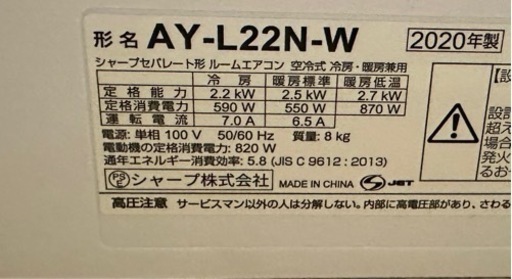 形名 AY-L22N-W 2020年製
シャープセパレート形 ルームエアコン 空冷式 冷房・暖房兼用
冷房 暖房標準 暖房低温
定格能力 2.2 kW 2.5 kW 2.7 kW
定格消費電力 590 W 550 W 870 W
運転電流 7.0 A 6.5 A
電源: 単相 100 V 50/60 Hz 質量: 8 kg
電動機の定格消費電力: 820 W
通年エネルギー消費効率: 5.8 (JIS C 9612 : 2013)
PSE シャープ株式会社 MADE IN CHINA S JET
高圧注意 サービスマン以外の人は分解しない。内部に高電圧部があり、さわる
【設
設計
超え
場合
発火
るお